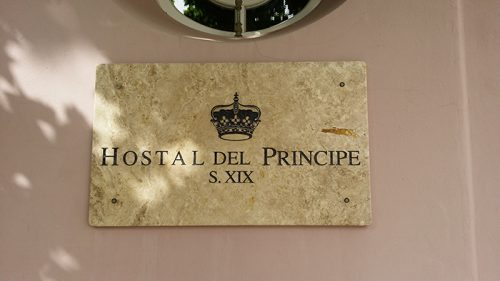 HOSTAL DEL PRINCIPE
S. XIX